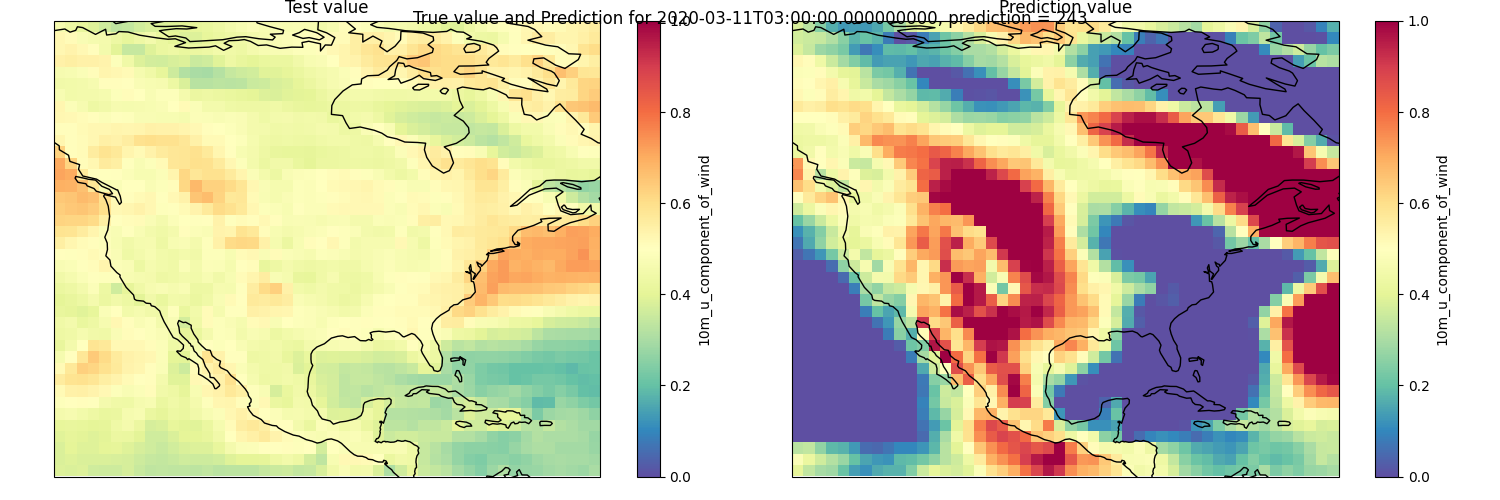 Test value
True value and Prediction for 2020-03-11T03:00:00.000000000, prediction = 243
Prediction value
1.0
0.8
0.6
0.4
0.2
0.0
10m_u_component_of_wind
1.0
0.8
0.6
0.4
0.2
0.0
10m_u_component_of_wind